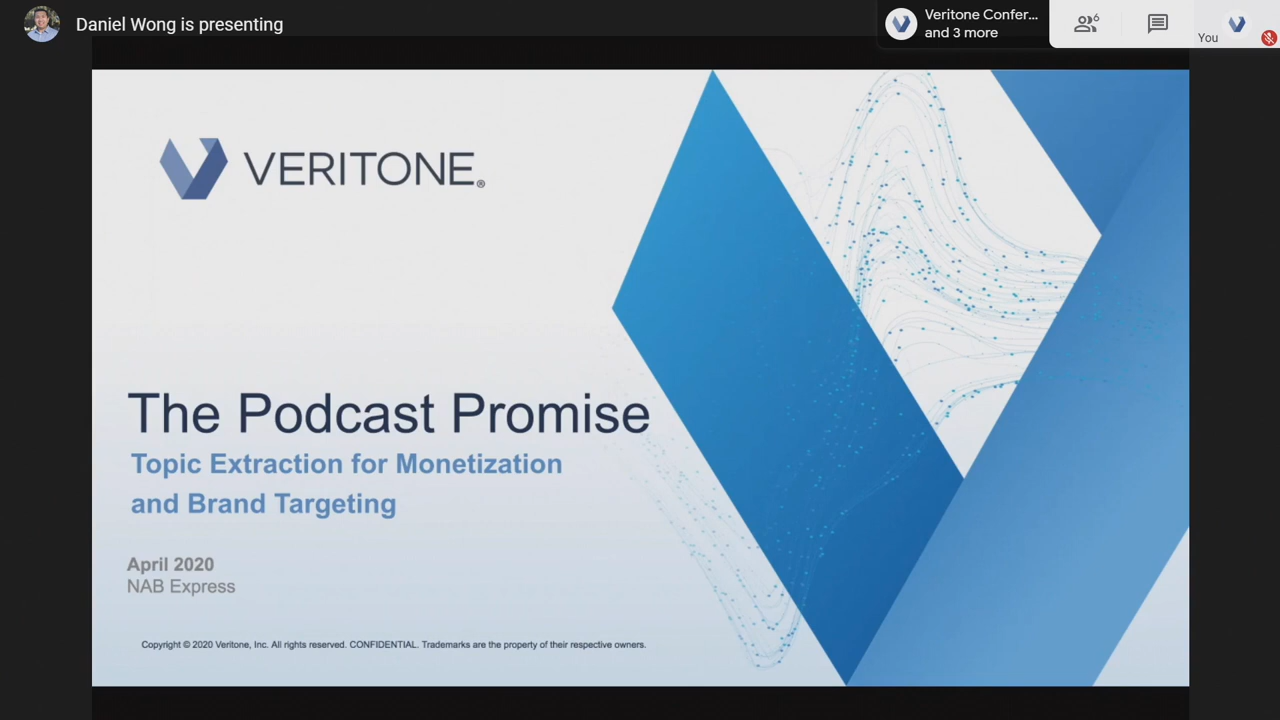 Daniel Wong is presenting
Veritone Confer...
and 3 more
6
You
VERITONE®
The Podcast Promise
Topic Extraction for Monetization
and Brand Targeting
April 2020
NAB Express
Copyright © 2020 Veritone, Inc. All rights reserved. CONFIDENTIAL. Trademarks are the property of their respective owners.